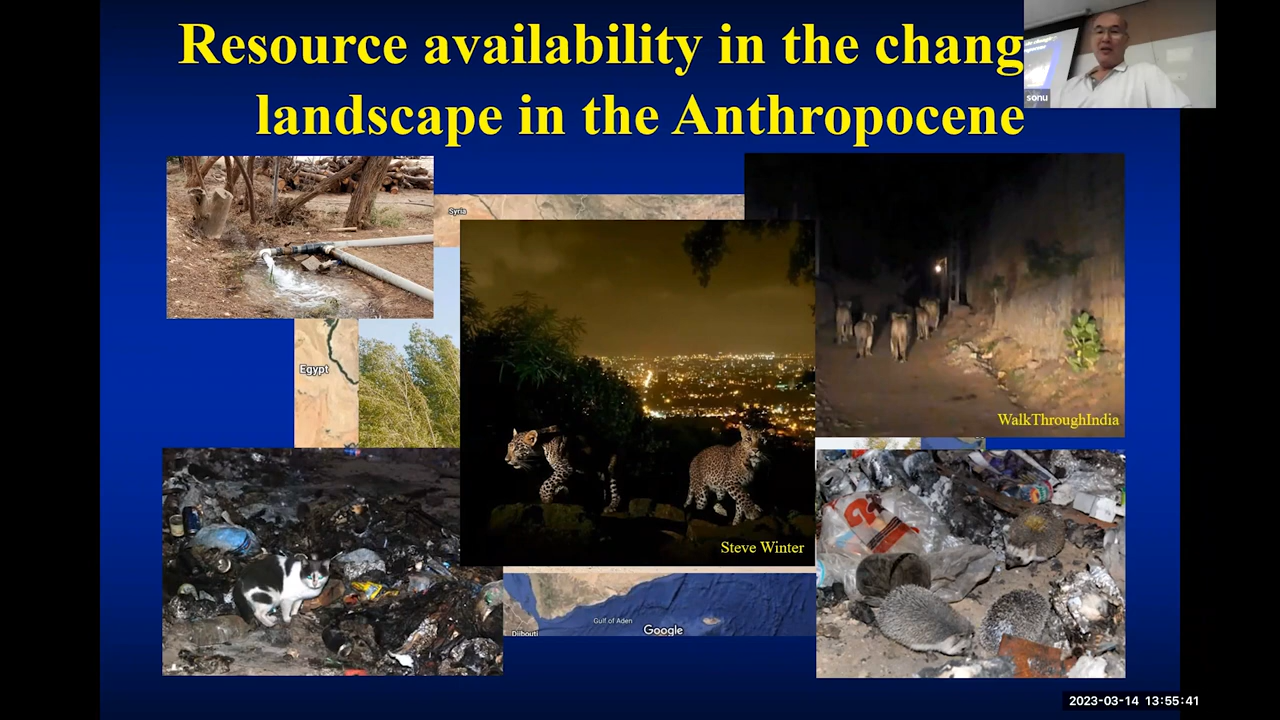 Resource availability in the chang
landscape in the Anthropocene
sonu
Syria
Egypt
WalkThroughIndia
Steve Winter
Gulf of Aden
Google
Djibouti
2023-03-14 13:55:41